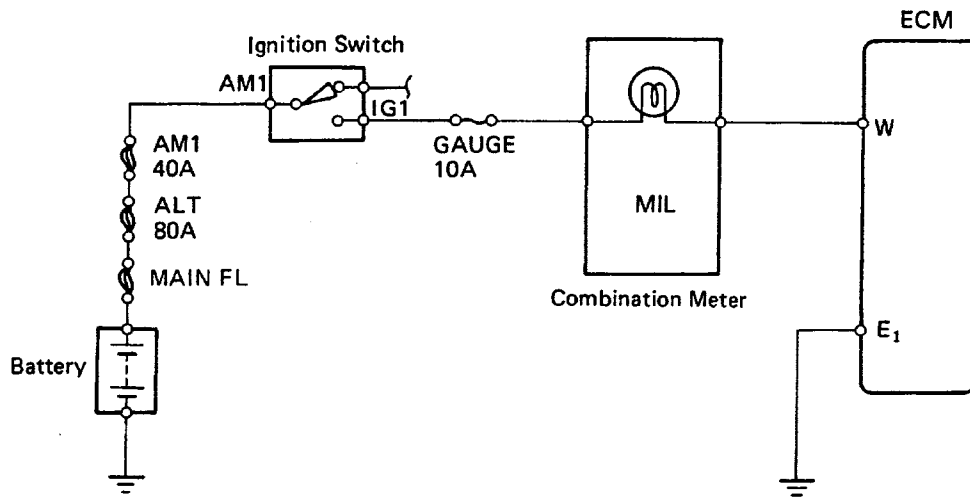 ECM
Ignition Switch
AM1
IG1
GAUGE
10A
W
AM1
40A
ALT
80A
MAIN FL
MIL
Combination Meter
E₁
Battery